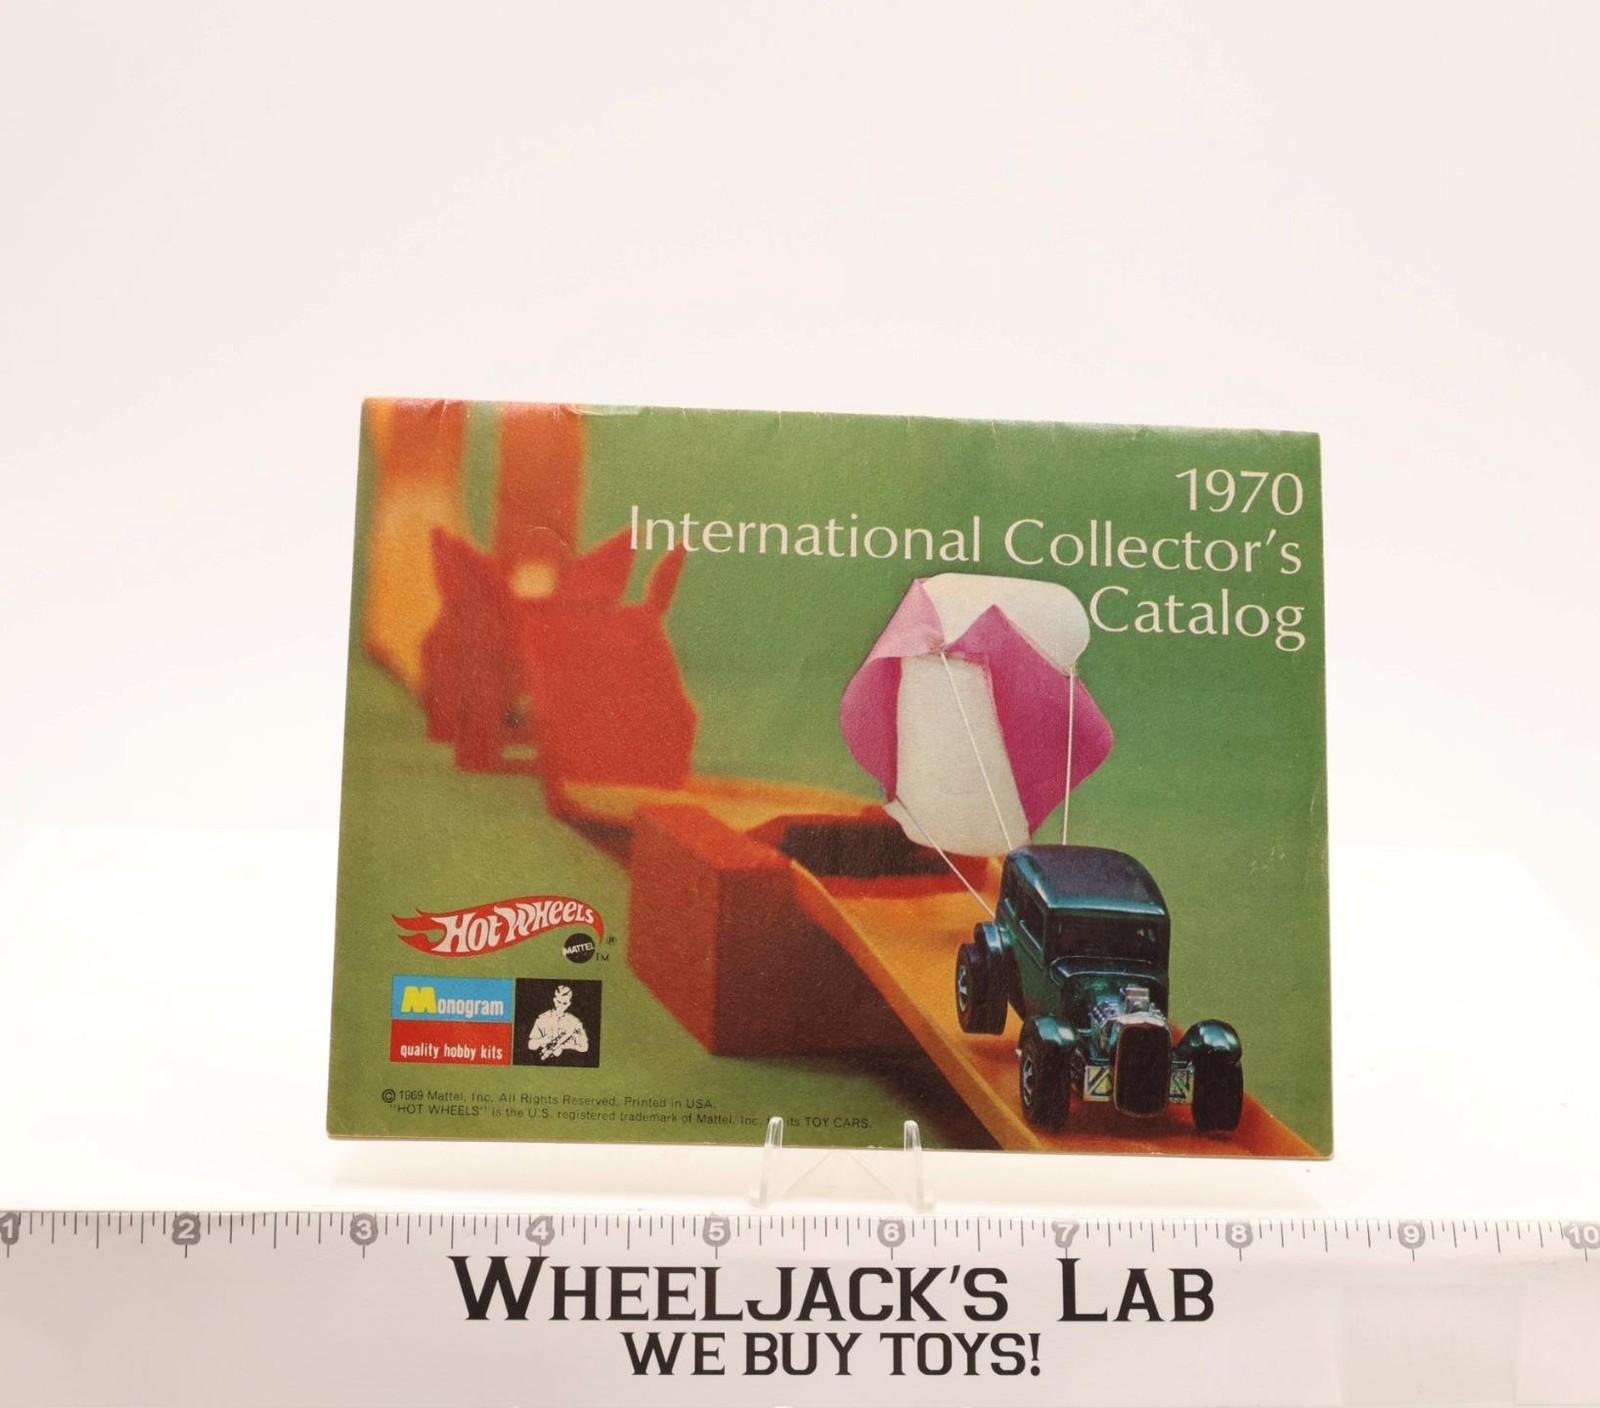 1970
International Collector's
Catalog
HOT WHEELS
MATTEL ®
TM
Monogram
quality hobby kits
© 1969 Mattel, Inc. All Rights Reserved. Printed in USA.
"HOT WHEELS" is the U.S. registered trademark of Mattel, Inc. its TOY CARS.
1 2 3 4 5 6 7 8 9 10
WHEELJACK'S LAB
WE BUY TOYS!